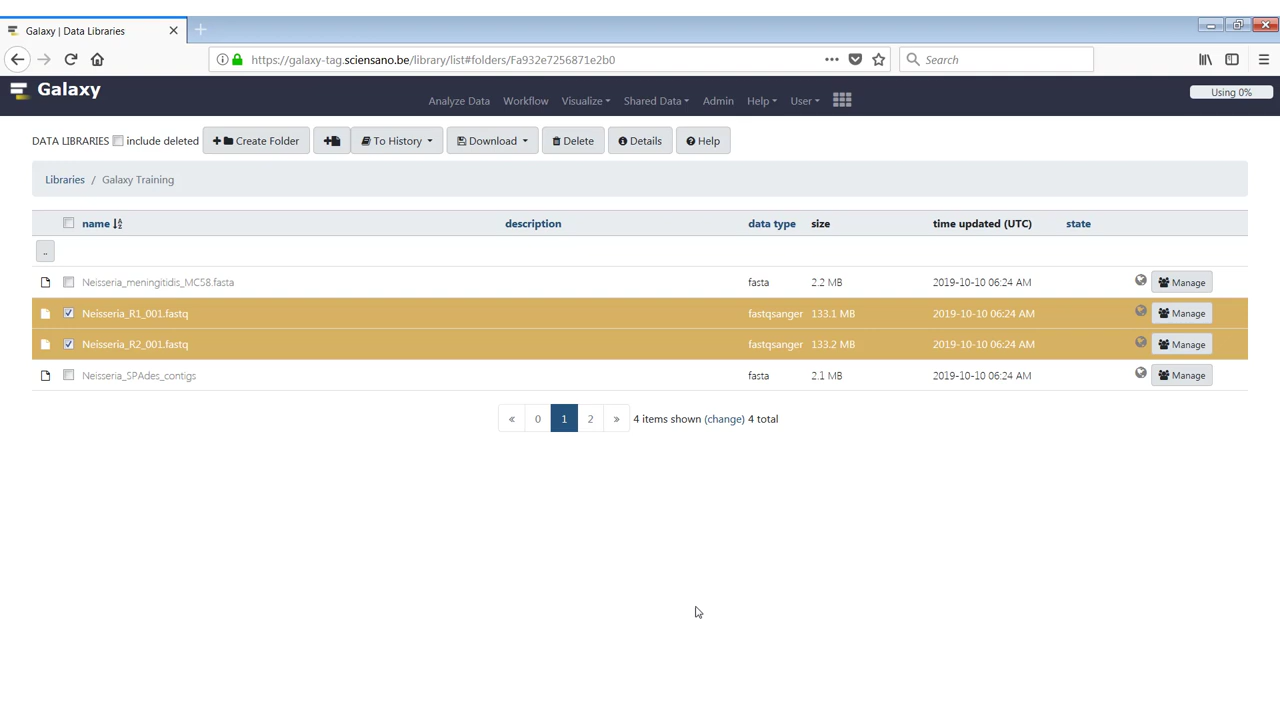 Galaxy | Data Libraries
https://galaxy-tag.sciensano.be/library/list#folders/Fa932e7256871e2b0
Search
Galaxy
Analyze Data Workflow Visualize Shared Data Admin Help User
Using 0%
DATA LIBRARIES include deleted Create Folder To History Download Delete Details Help
Libraries / Galaxy Training
name description data type size time updated (UTC) state
..
Neisseria_meningitidis_MC58.fasta fasta 2.2 MB 2019-10-10 06:24 AM Manage
Neisseria_R1_001.fastq fastqsanger 133.1 MB 2019-10-10 06:24 AM Manage
Neisseria_R2_001.fastq fastqsanger 133.2 MB 2019-10-10 06:24 AM Manage
Neisseria_SPAdes_contigs fasta 2.1 MB 2019-10-10 06:24 AM Manage
« 0 1 2 » 4 items shown (change) 4 total